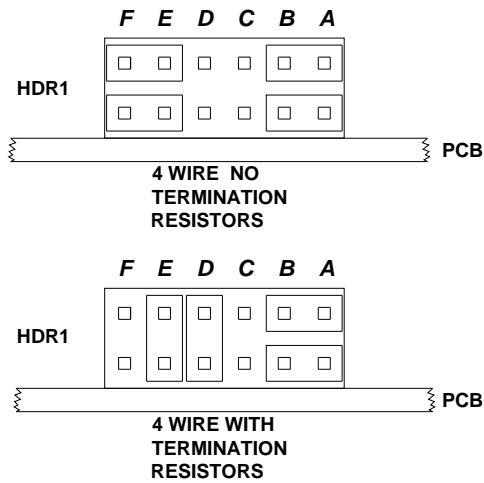 F E D C B A
HDR1
PCB
4 WIRE NO
TERMINATION
RESISTORS
F E D C B A
HDR1
PCB
4 WIRE WITH
TERMINATION
RESISTORS